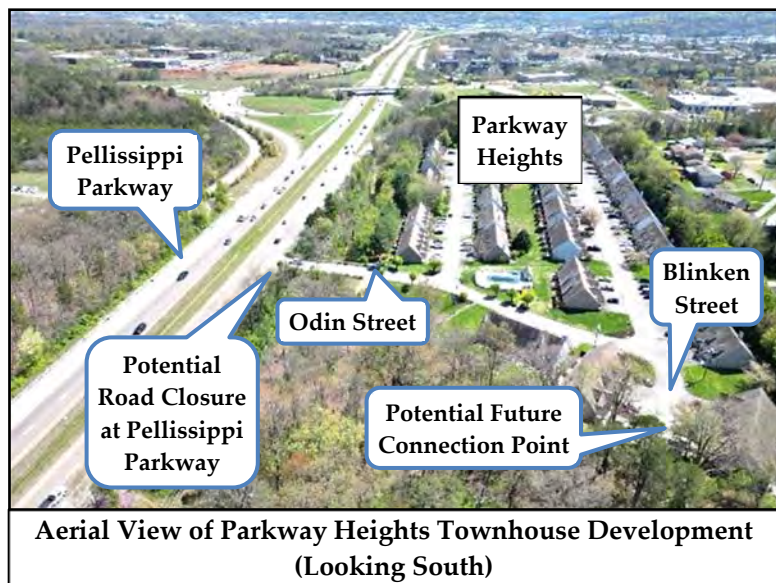 Parkway
Heights
Pellissippi
Parkway
Blinken
Street
Odin Street
Potential
Road Closure
at Pellissippi
Parkway
Potential Future
Connection Point
Aerial View of Parkway Heights Townhouse Development
(Looking South)